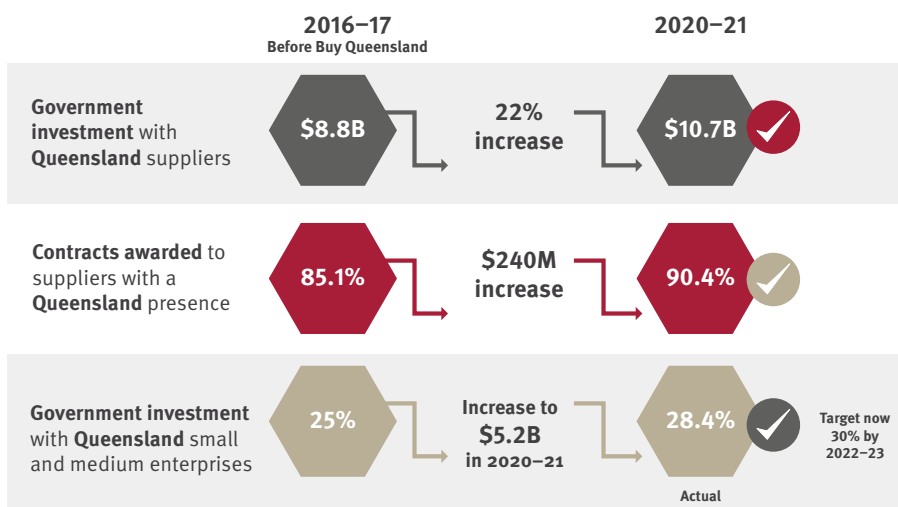 2016–17
Before Buy Queensland
2020–21
Government
investment with
Queensland suppliers
$8.8B
22%
increase
$10.7B
Contracts awarded to
suppliers with a
Queensland presence
85.1%
$240M
increase
90.4%
Government investment
with Queensland small
and medium enterprises
25%
Increase to
$5.2B
in 2020–21
28.4%
Actual
Target now
30% by
2022–23